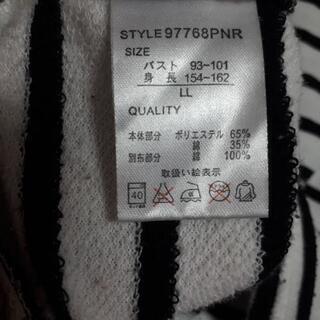 STYLE97768PNR
SIZE
バスト 93~101
身 長 154~162
LL
QUALITY
本体部分 ポリエステル 65%
綿 35%
別布部分 綿 100%
取扱い絵表示
40